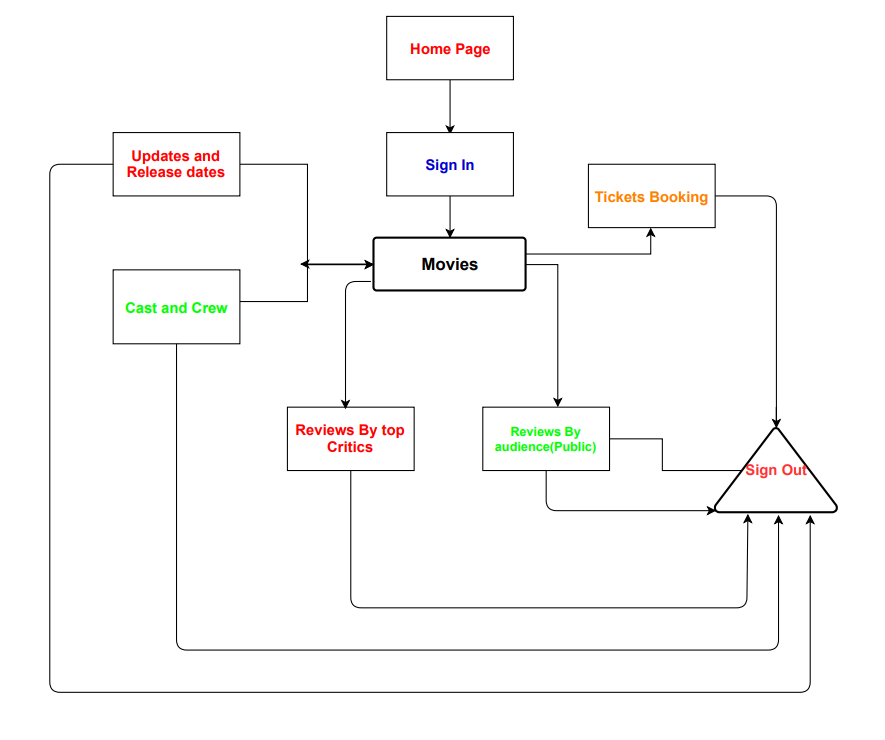 Home Page
Updates and
Release dates
Sign In
Tickets Booking
Movies
Cast and Crew
Reviews By top
Critics
Reviews By
audience(Public)
Sign Out